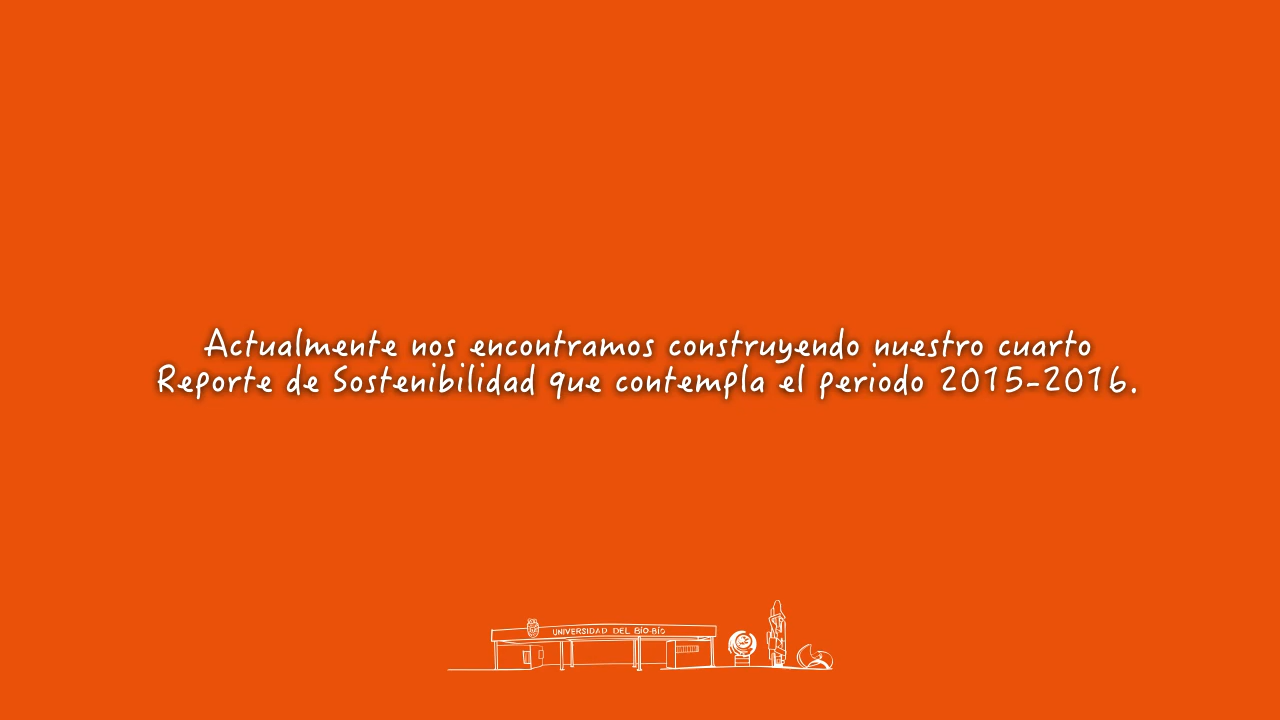 Actualmente nos encontramos construyendo nuestro cuarto
Reporte de Sostenibilidad que contempla el periodo 2015-2016.
UNIVERSIDAD DEL BÍO-BÍO